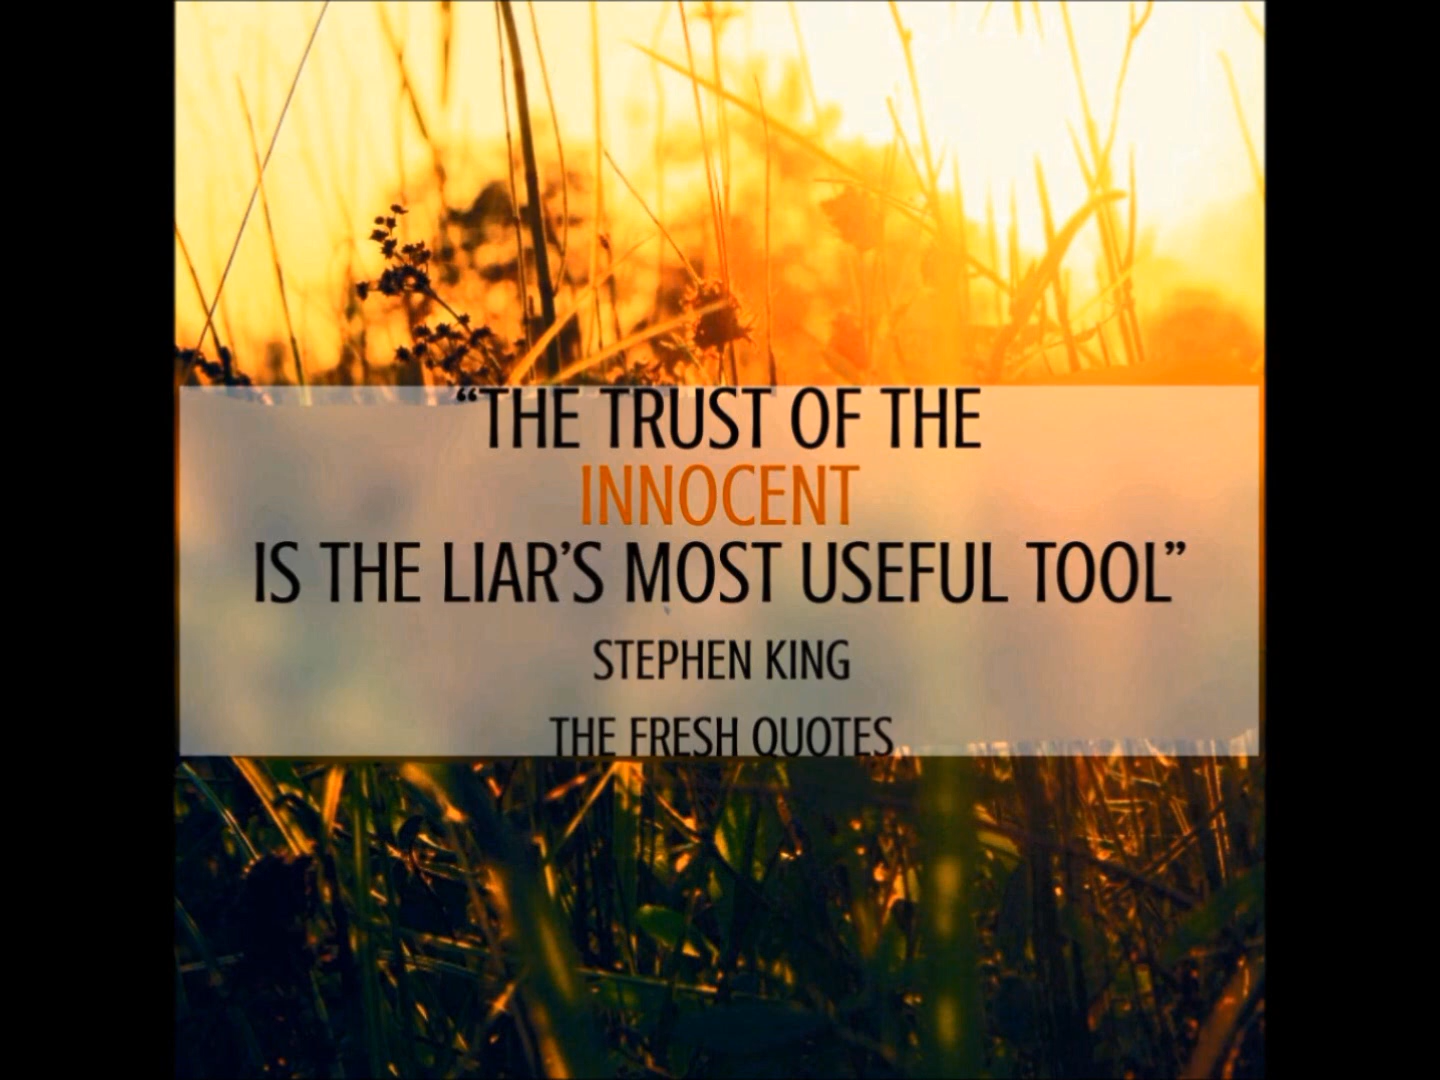 “THE TRUST OF THE
INNOCENT
IS THE LIAR’S MOST USEFUL TOOL”
STEPHEN KING
THE FRESH QUOTES